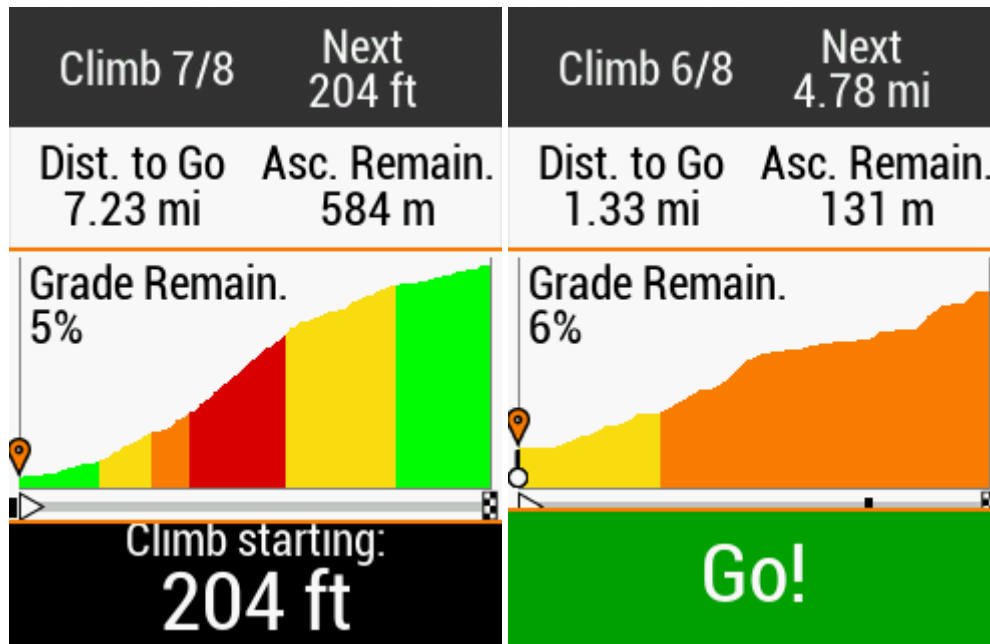 Climb 7/8
Next
204 ft
Dist. to Go
7.23 mi
Asc. Remain.
584 m
Grade Remain.
5%
Climb starting:
204 ft
Climb 6/8
Next
4.78 mi
Dist. to Go
1.33 mi
Asc. Remain.
131 m
Grade Remain.
6%
Go!